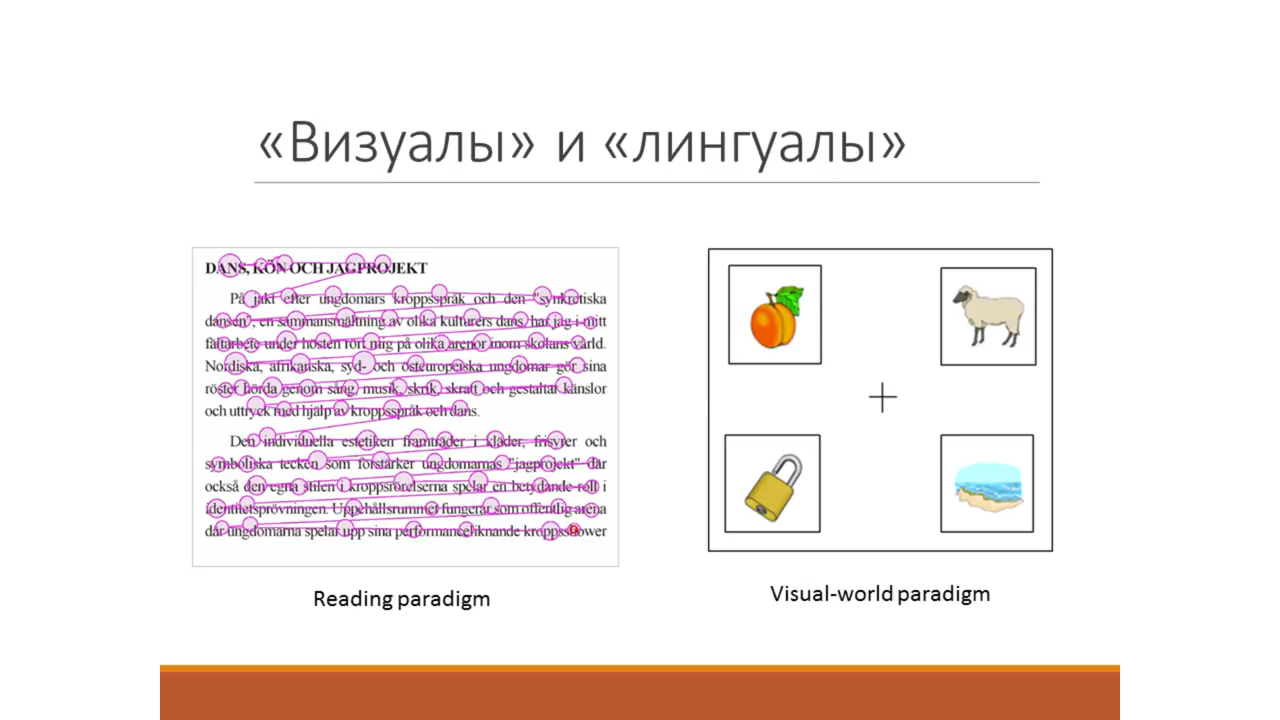 «Визуалы» и «лингуалы»
DANS, KÖN OCH JAGPROJEKT
På jakt efter ungdomars kroppsspråk och den "synkretiska
dansen", en sammansmältning av olika kulturers dans, har jag i mitt
fältarbete under hösten rört mig på olika arenor inom skolans värld.
Nordiska, afrikanska, syd- och östeuropeiska ungdomar gör sina
röster hörda genom sång, musik, skrik, skratt och gestaltar känslor
och uttryck med hjälp av kroppsspråk och dans.
Den individuella estetiken framträder i kläder, frisyrer och
symboliska tecken som förstärker ungdomarnas "jagprojekt" där
också den egna stilen i kroppsrörelserna spelar en betydande roll i
identitetsprövningen. Uppehållsrummet fungerar som offentlig arena
där ungdomarna spelar upp sina performanceliknande
Reading paradigm
Visual-world paradigm